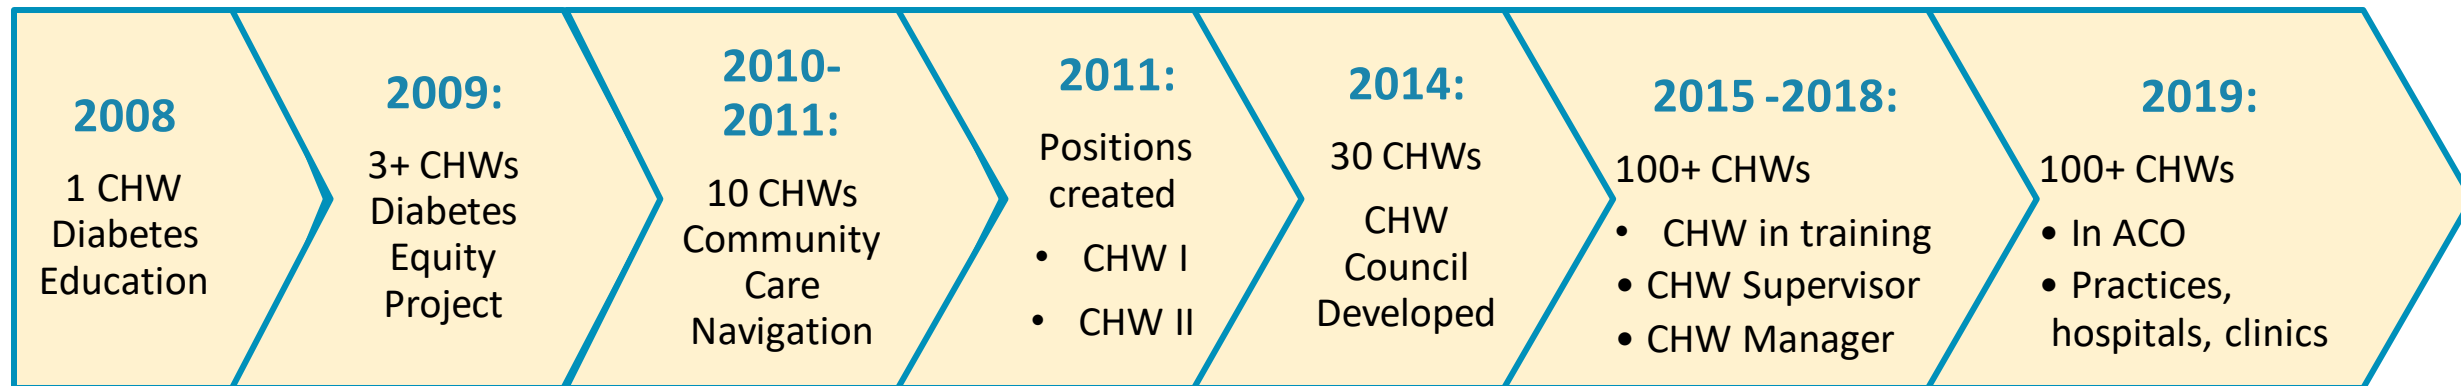 2008
1 CHW
Diabetes
Education
2009:
3+ CHWs
Diabetes
Equity
Project
2010-
2011:
10 CHWs
Community
Care
Navigation
2011:
Positions
created
• CHW I
• CHW II
2014:
30 CHWs
CHW
Council
Developed
2015 -2018:
100+ CHWs
• CHW in training
• CHW Supervisor
• CHW Manager
2019:
100+ CHWs
• In ACO
• Practices,
hospitals, clinics